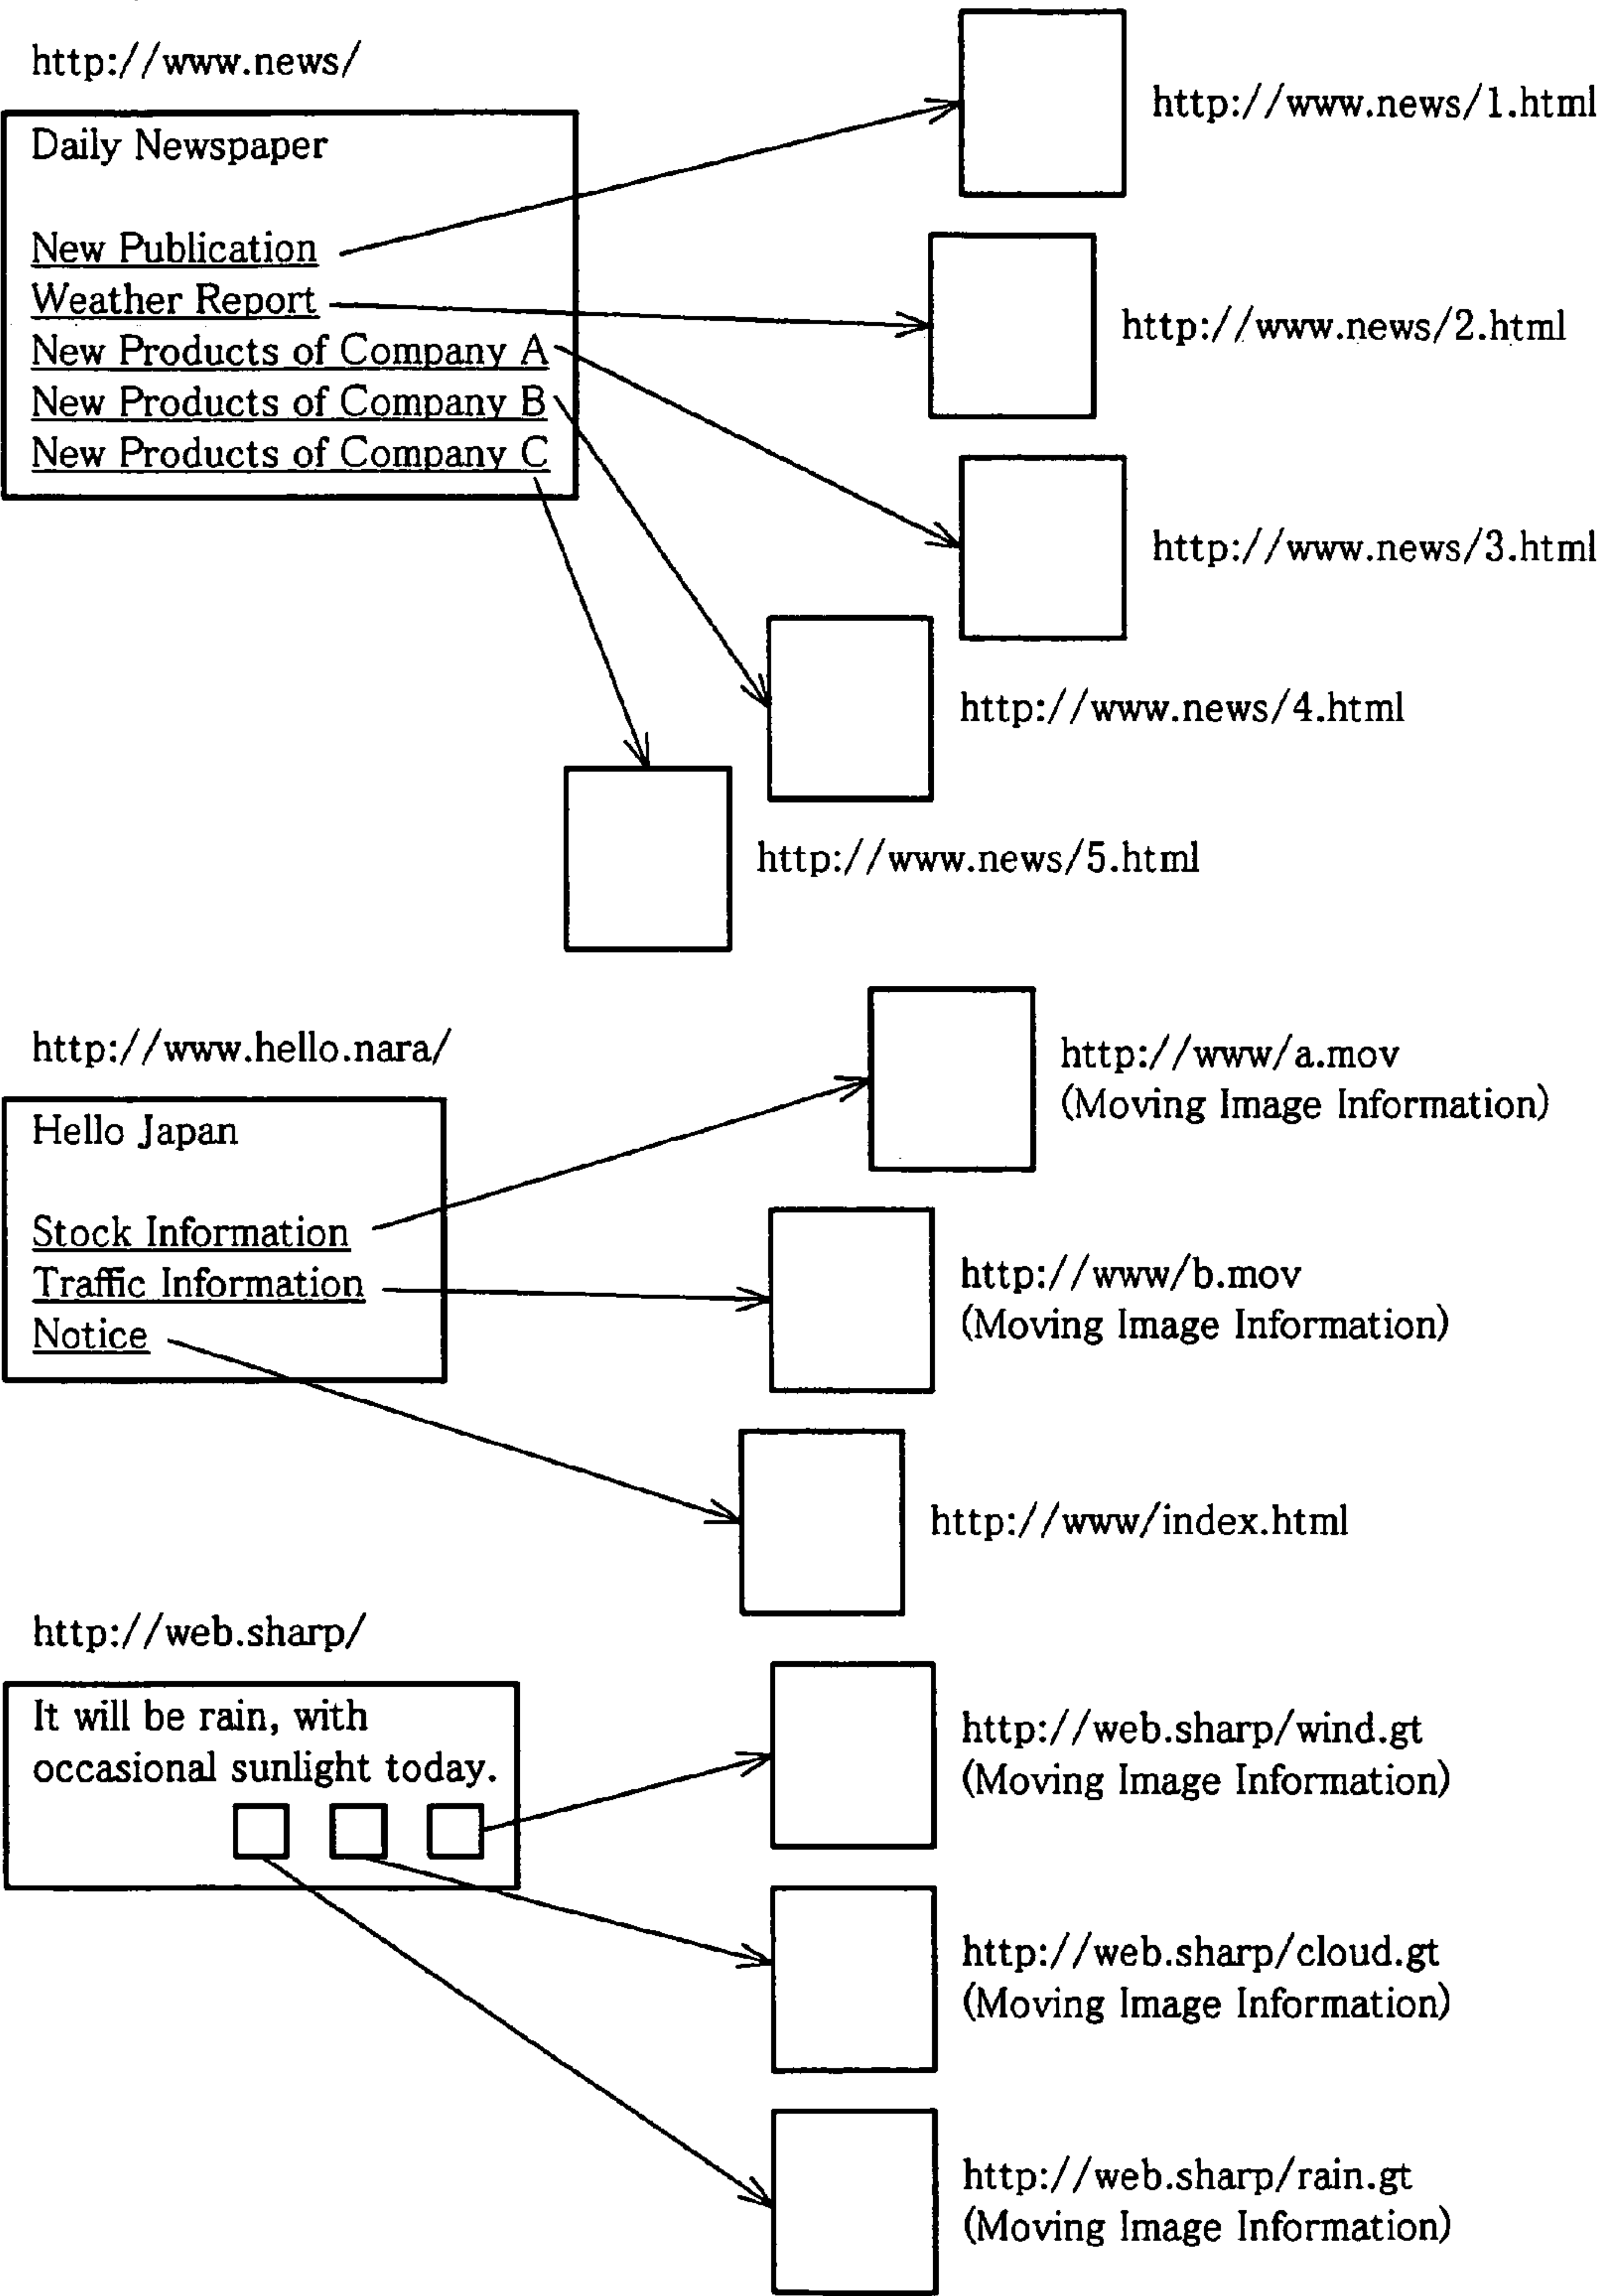 http://www.news/
Daily Newspaper
New Publication
Weather Report
New Products of Company A
New Products of Company B
New Products of Company C
http://www.news/1.html
http://www.news/2.html
http://www.news/3.html
http://www.news/4.html
http://www.news/5.html
http://www.hello.nara/
Hello Japan
Stock Information
Traffic Information
Notice
http://www/a.mov
(Moving Image Information)
http://www/b.mov
(Moving Image Information)
http://www/index.html
http://web.sharp/
It will be rain, with
occasional sunlight today.
http://web.sharp/wind.gt
(Moving Image Information)
http://web.sharp/cloud.gt
(Moving Image Information)
http://web.sharp/rain.gt
(Moving Image Information)